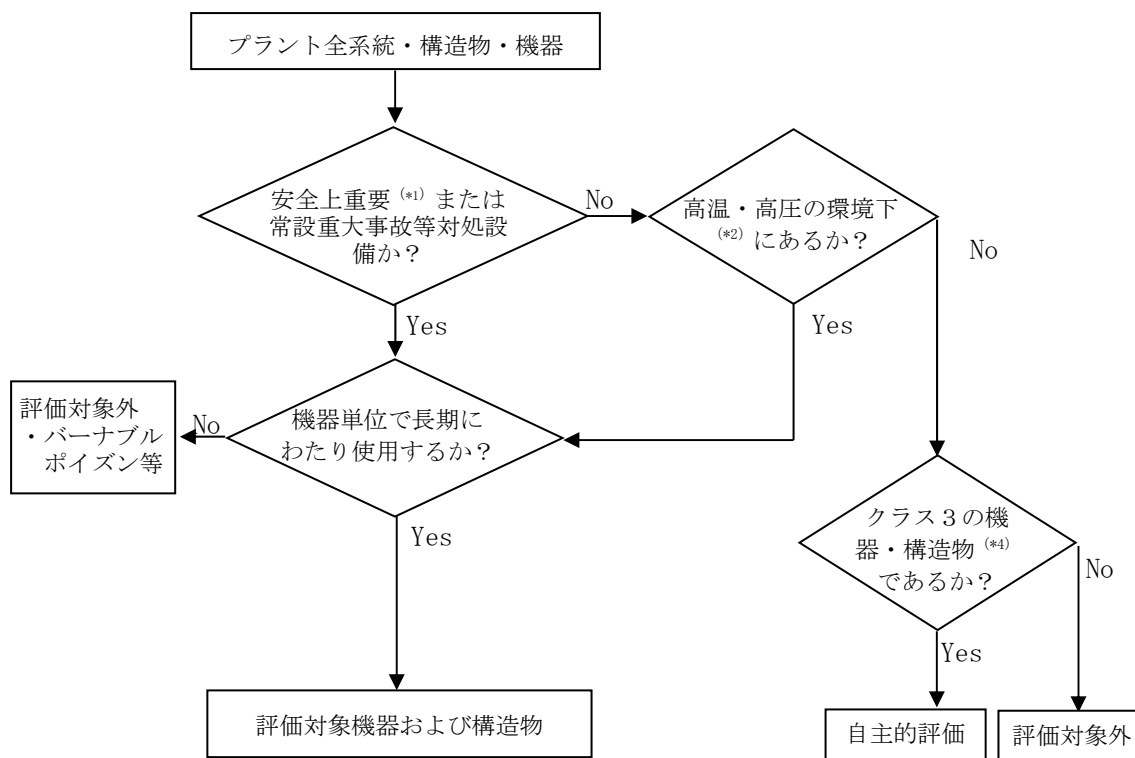 プラント全系統・構造物・機器
安全上重要 (*1) または
常設重大事故等対処設
備か？
No
高温・高圧の環境下
(*2) にあるか？
No
Yes
Yes
評価対象外
・バーナブル
ポイズン等
No
機器単位で長期に
わたり使用するか？
Yes
クラス３の機
器・構造物 (*4)
であるか？
No
Yes
評価対象機器および構造物
自主的評価
評価対象外